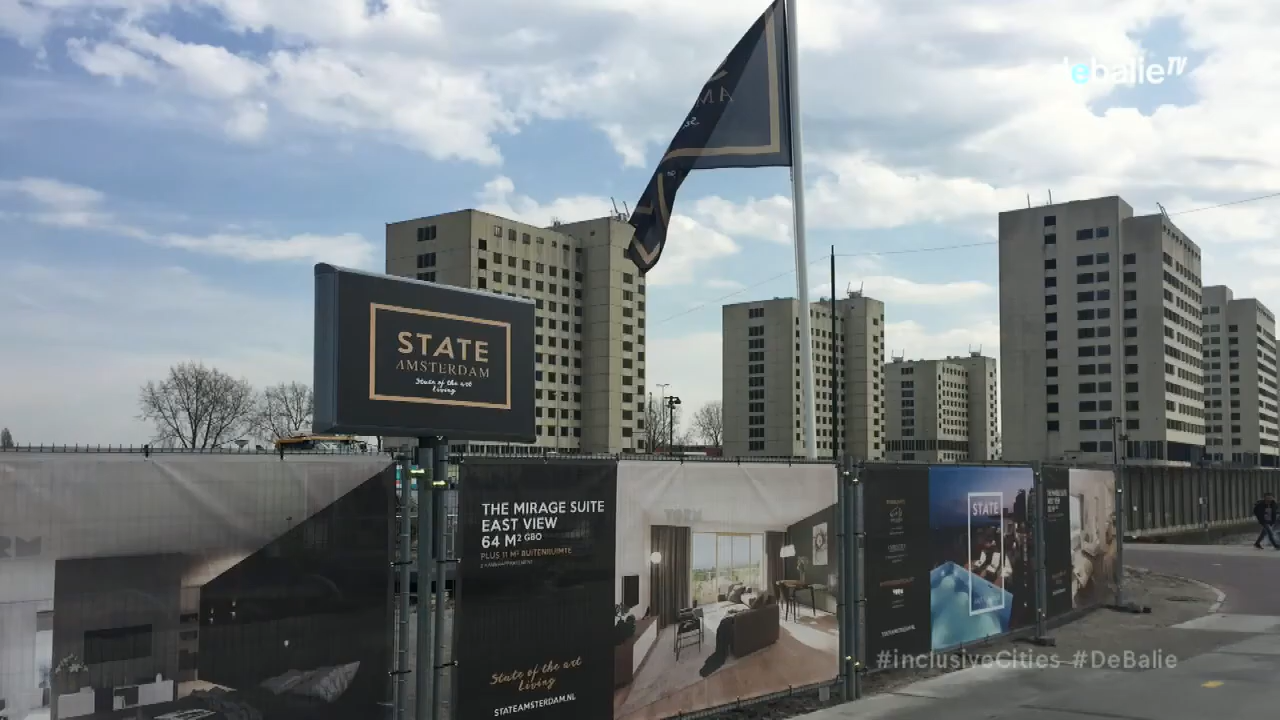 debalie TV
STATE
AMSTERDAM
State of the art
living
THE MIRAGE SUITE
EAST VIEW
64 M² GBO
PLUS 11 M² BUITENRUIMTE
State of the art
living
STATEAMSTERDAM.NL
STATE
#inclusiveCities #DeBalie